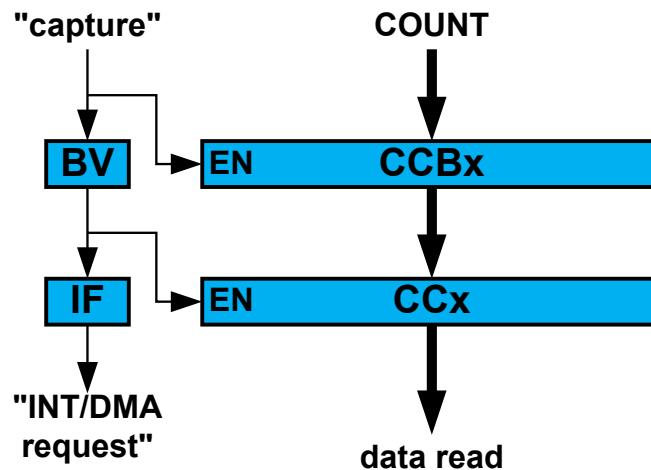 "capture"
COUNT
BV
EN
CCBx
IF
EN
CCx
"INT/DMA
request"
data read